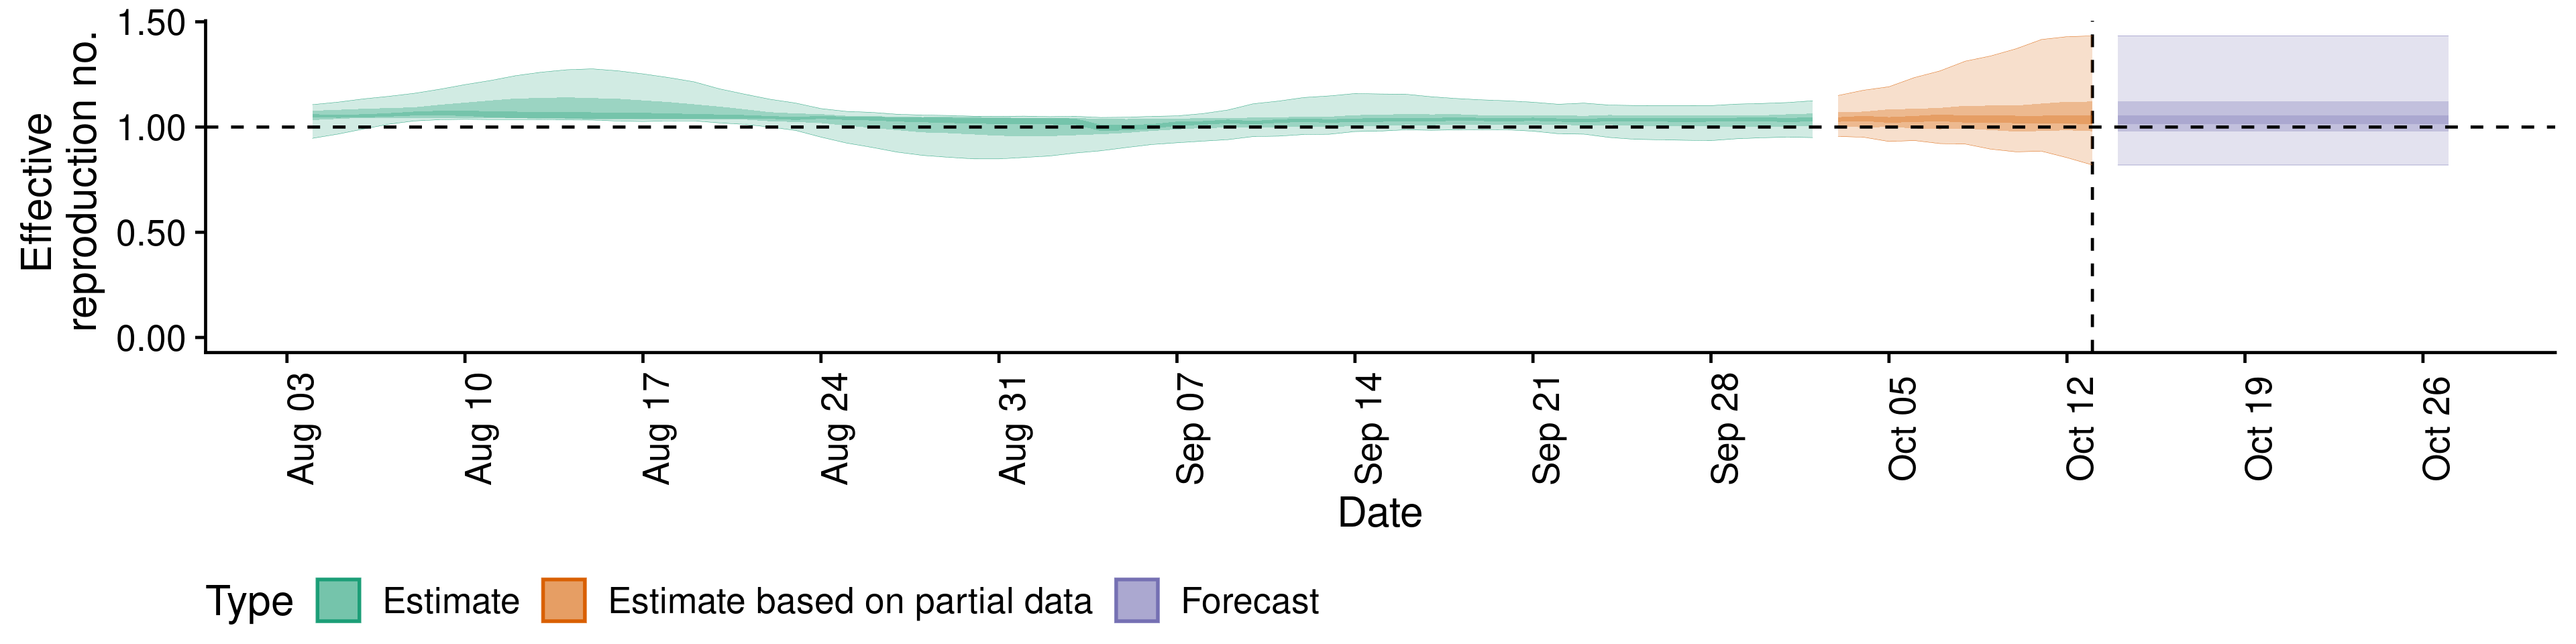 Effective
reproduction no.
1.50
1.00
0.50
0.00
Aug 03
Aug 10
Aug 17
Aug 24
Aug 31
Sep 07
Sep 14
Sep 21
Sep 28
Oct 05
Oct 12
Oct 19
Oct 26
Date
Type Estimate Estimate based on partial data Forecast